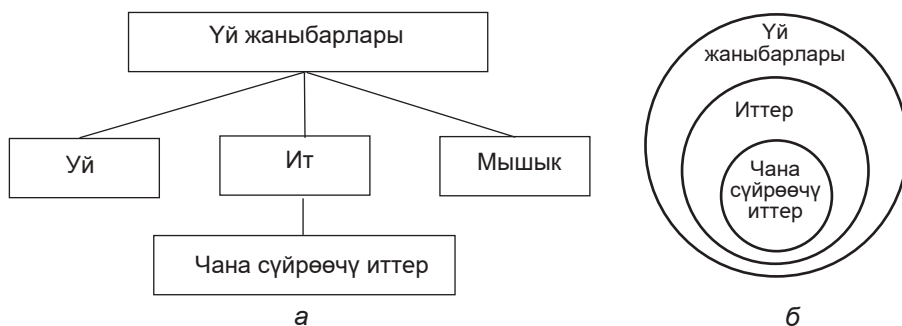 Үй жаныбарлары
Уй
Ит
Мышык
Чана сүйрөөчү иттер
а
Үй
жаныбарлары
Иттер
Чана
сүйрөөчү
иттер
б